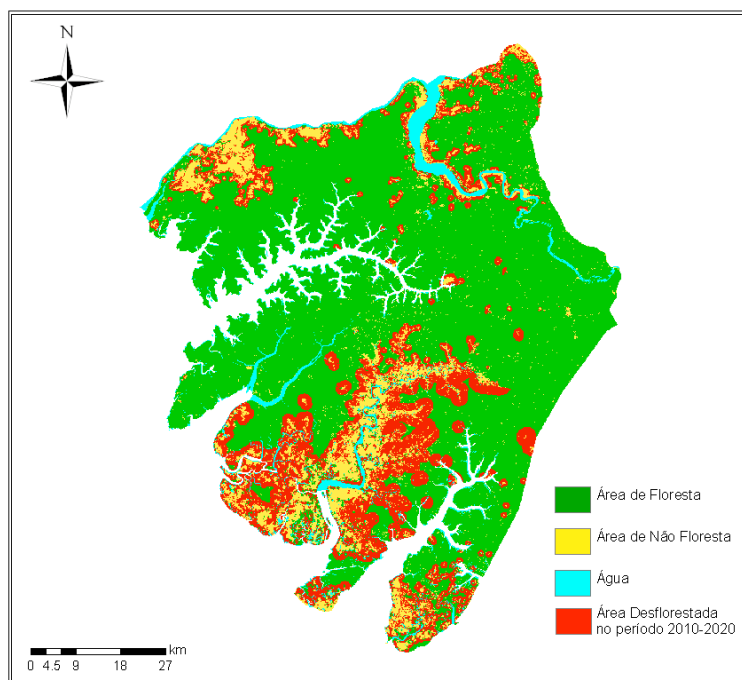 N
Área de Floresta
Área de Não Floresta
Água
Área Desflorestada
no período 2010-2020
km
0 4.5 9 18 27